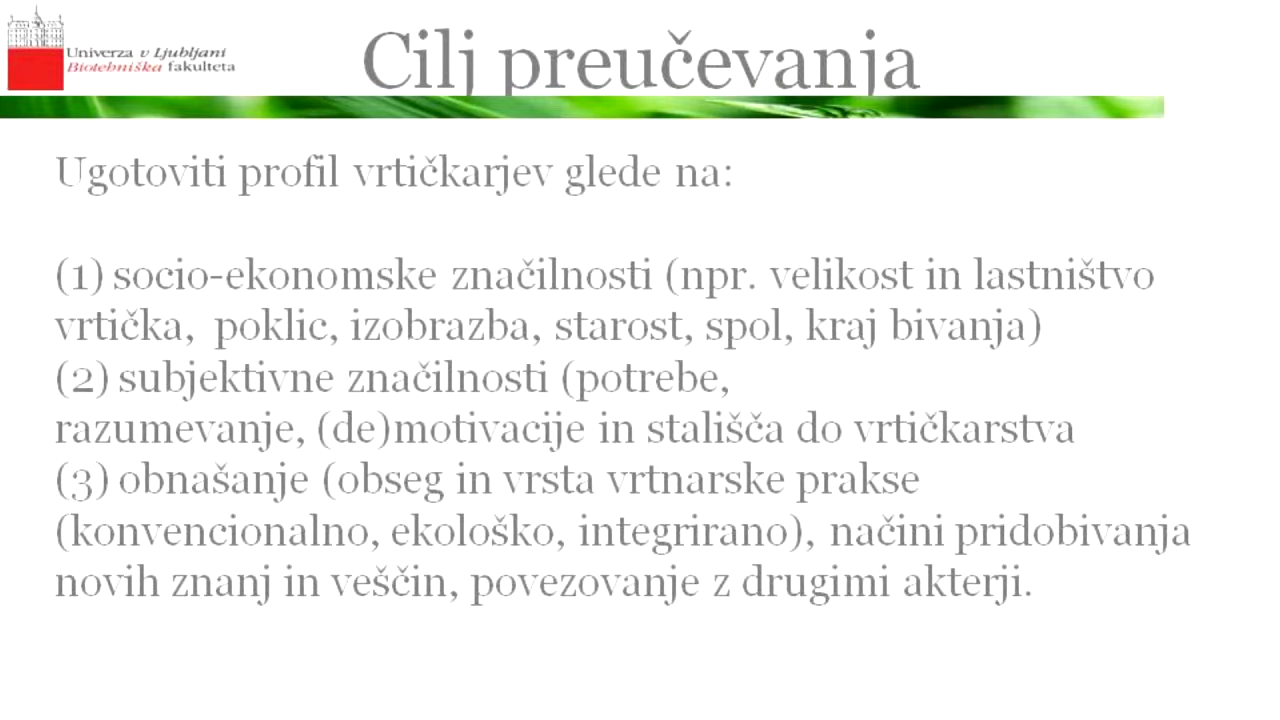 Univerza v Ljubljani
Biotehniška fakulteta
Cilj preučevanja
Ugotoviti profil vrtičkarjev glede na:
(1) socio-ekonomske značilnosti (npr. velikost in lastništvo
vrtička, poklic, izobrazba, starost, spol, kraj bivanja)
(2) subjektivne značilnosti (potrebe,
razumevanje, (de)motivacije in stališča do vrtičkarstva
(3) obnašanje (obseg in vrsta vrtnarske prakse
(konvencionalno, ekološko, integrirano), načini pridobivanja
novih znanj in veščin, povezovanje z drugimi akterji.